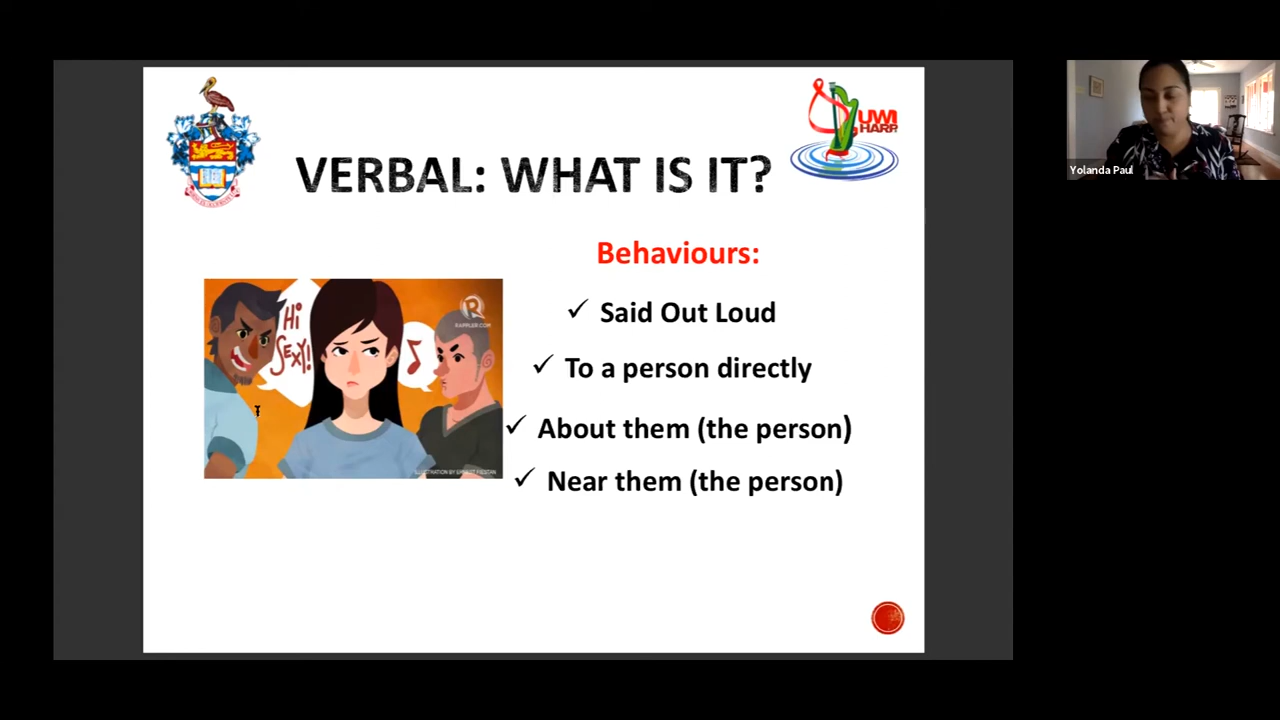 UWI
HARP
VERBAL: WHAT IS IT?
Behaviours:
✓ Said Out Loud
✓ To a person directly
✓ About them (the person)
✓ Near them (the person)
Hi
Sexy!
RAPPLER.COM
Yolanda Paul